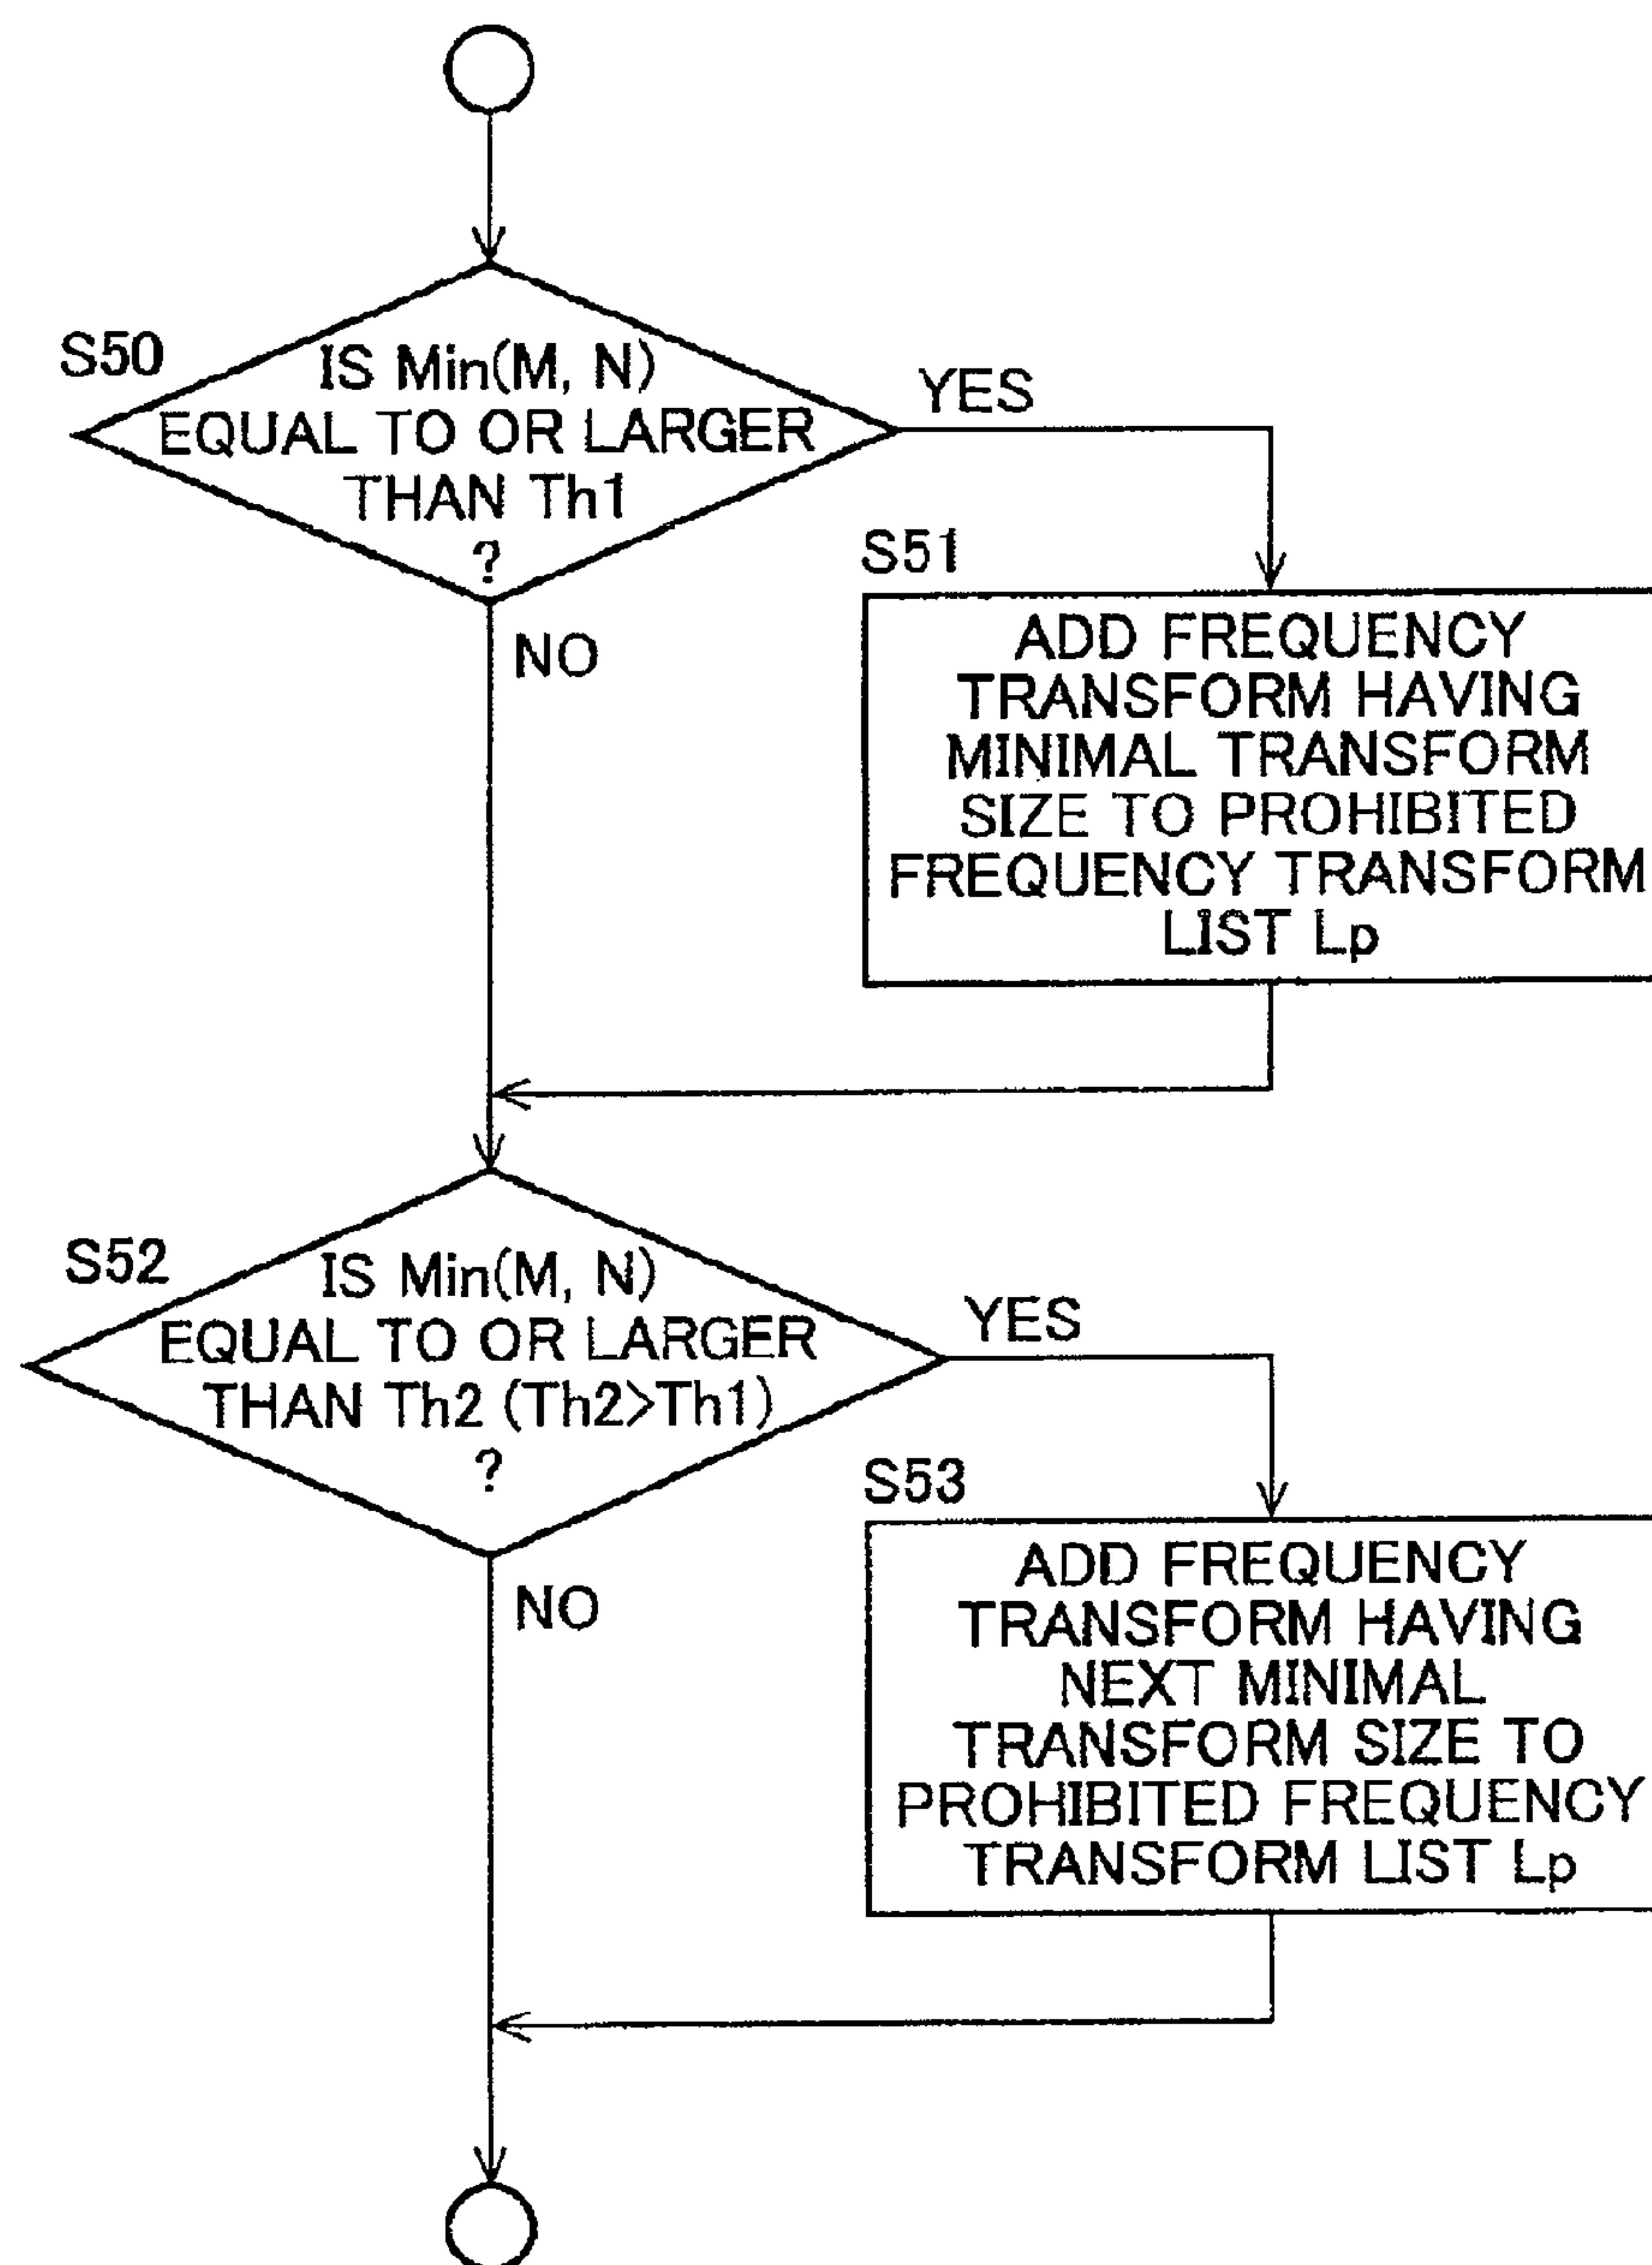 S50
IS Min(M, N)
EQUAL TO OR LARGER
THAN Th1
?
YES
NO
S51
ADD FREQUENCY
TRANSFORM HAVING
MINIMAL TRANSFORM
SIZE TO PROHIBITED
FREQUENCY TRANSFORM
LIST Lp
S52
IS Min(M, N)
EQUAL TO OR LARGER
THAN Th2 (Th2>Th1)
?
YES
NO
S53
ADD FREQUENCY
TRANSFORM HAVING
NEXT MINIMAL
TRANSFORM SIZE TO
PROHIBITED FREQUENCY
TRANSFORM LIST Lp